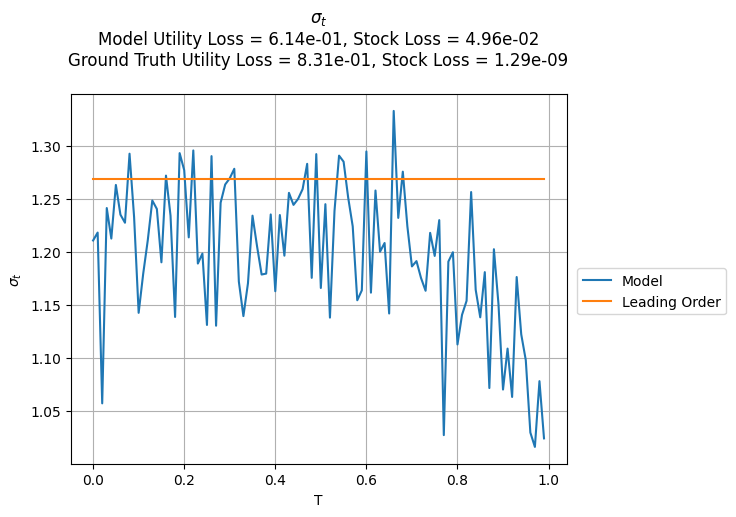 σt
Model Utility Loss = 6.14e-01, Stock Loss = 4.96e-02
Ground Truth Utility Loss = 8.31e-01, Stock Loss = 1.29e-09
1.30
1.25
1.20
1.15
1.10
1.05
σt
0.0 0.2 0.4 0.6 0.8 1.0
T
Model
Leading Order